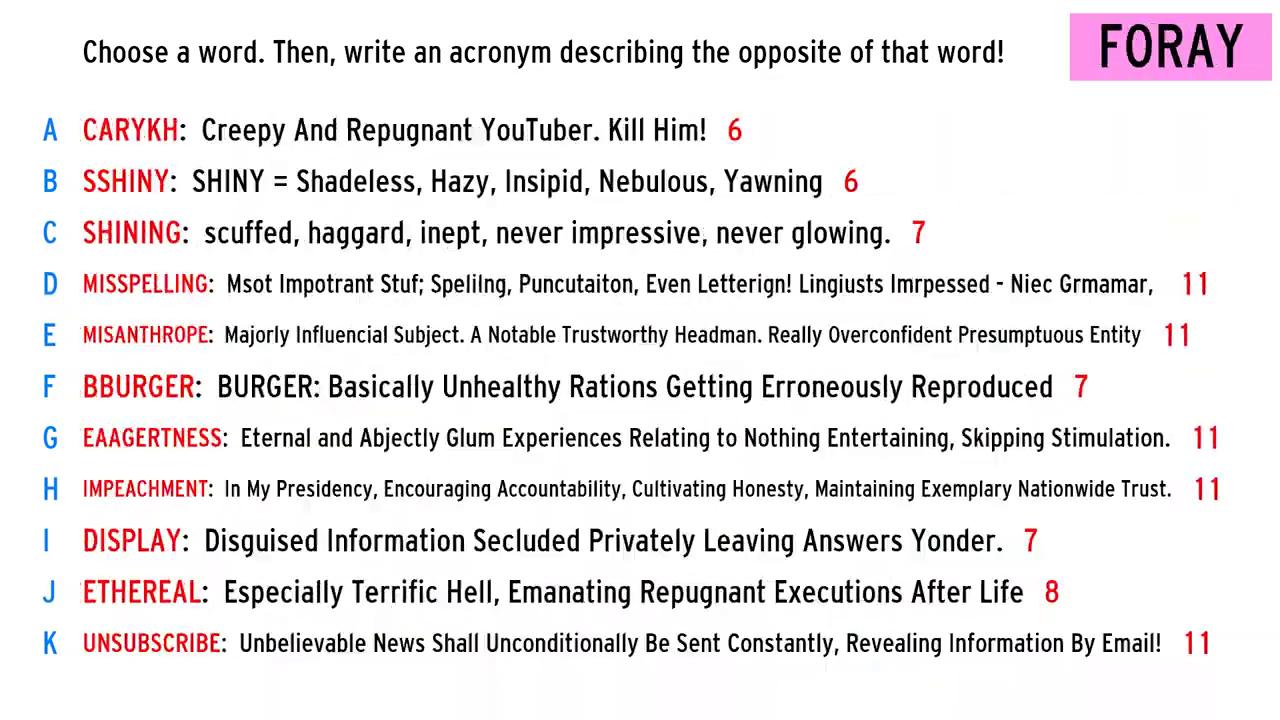 Choose a word. Then, write an acronym describing the opposite of that word!
FORAY
A CARYKH: Creepy And Repugnant YouTuber. Kill Him! 6
B SSHINY: SHINY = Shadeless, Hazy, Insipid, Nebulous, Yawning 6
C SHINING: scuffed, haggard, inept, never impressive, never glowing. 7
D MISSPELLING: Msot Impotrant Stuf; Spelilng, Puncutaiton, Even Letterign! Lingiusts Imrpessed - Niec Grmamar, 11
E MISANTHROPE: Majorly Influencial Subject. A Notable Trustworthy Headman. Really Overconfident Presumptuous Entity 11
F BBURGER: BURGER: Basically Unhealthy Rations Getting Erroneously Reproduced 7
G EAAGERTNESS: Eternal and Abjectly Glum Experiences Relating to Nothing Entertaining, Skipping Stimulation. 11
H IMPEACHMENT: In My Presidency, Encouraging Accountability, Cultivating Honesty, Maintaining Exemplary Nationwide Trust. 11
I DISPLAY: Disguised Information Secluded Privately Leaving Answers Yonder. 7
J ETHEREAL: Especially Terrific Hell, Emanating Repugnant Executions After Life 8
K UNSUBSCRIBE: Unbelievable News Shall Unconditionally Be Sent Constantly, Revealing Information By Email! 11